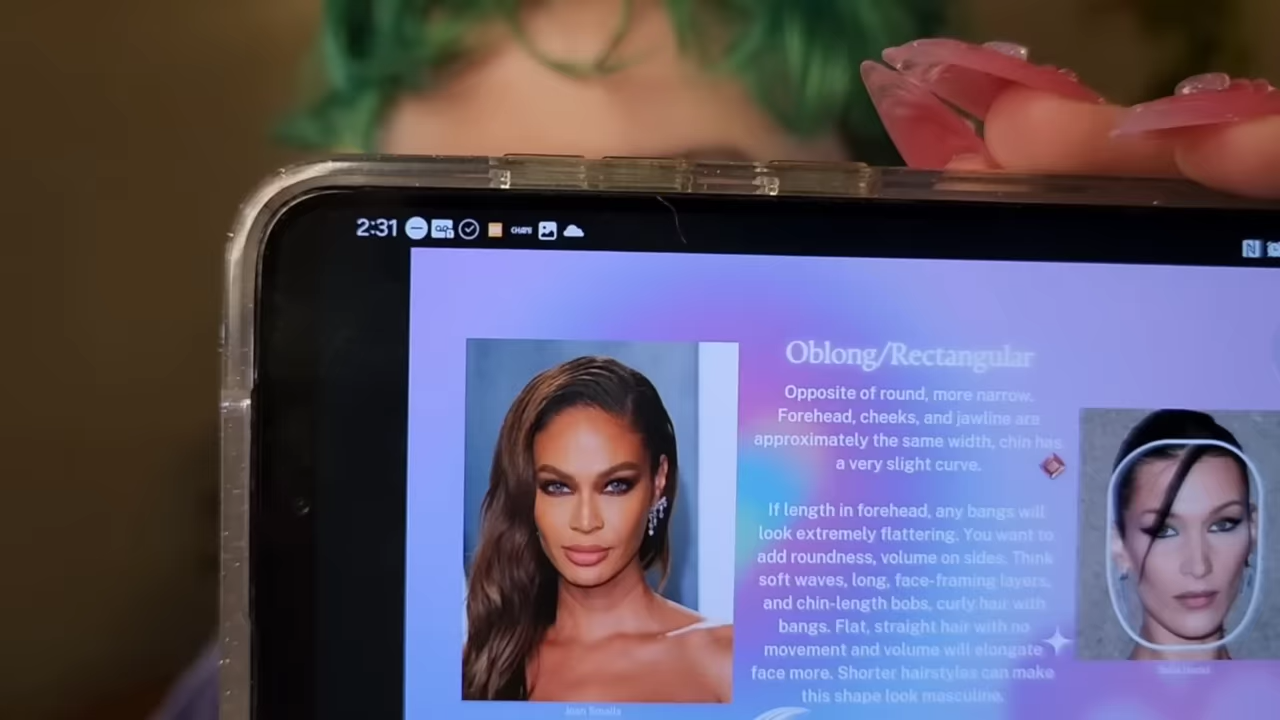 2:31
Oblong/Rectangular
Opposite of round, more narrow.
Forehead, cheeks, and jawline are
approximately the same width, chin has
a very slight curve.
If length in forehead, any bangs will
look extremely flattering. You want to
add roundness, volume on sides. Think
soft waves, long, face-framing layers,
and chin-length bobs, curly hair with
bangs. Flat, straight hair with no
movement and volume will elongate
face more. Shorter hairstyles can make
this shape look masculine.